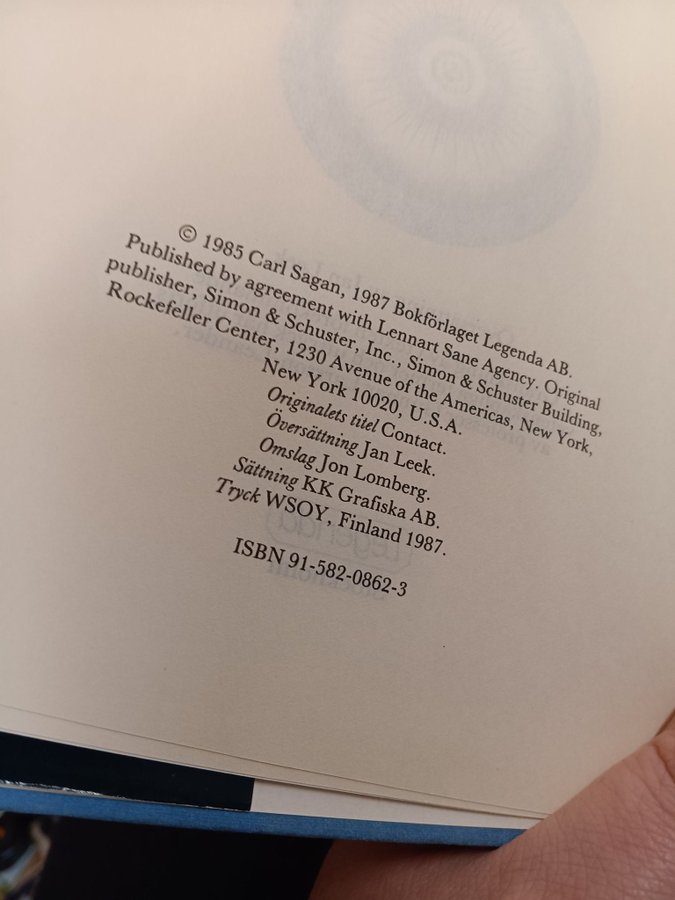 © 1985 Carl Sagan, 1987 Bokförlaget Legenda AB.
Published by agreement with Lennart Sane Agency. Original
publisher, Simon & Schuster, Inc., Simon & Schuster Building,
Rockefeller Center, 1230 Avenue of the Americas, New York,
New York 10020, U.S.A.
Originalets titel Contact.
Översättning Jan Leek.
Omslag Jon Lomberg.
Sättning KK Grafiska AB.
Tryck WSOY, Finland 1987.
ISBN 91-582-0862-3